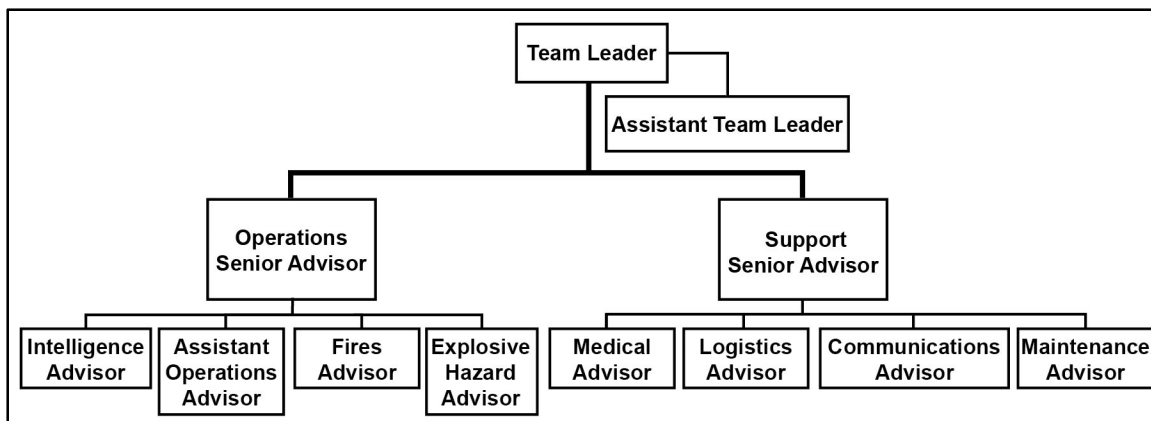 Team Leader
Assistant Team Leader
Operations
Senior Advisor
Support
Senior Advisor
Intelligence
Advisor
Assistant
Operations
Advisor
Fires
Advisor
Explosive
Hazard
Advisor
Medical
Advisor
Logistics
Advisor
Communications
Advisor
Maintenance
Advisor